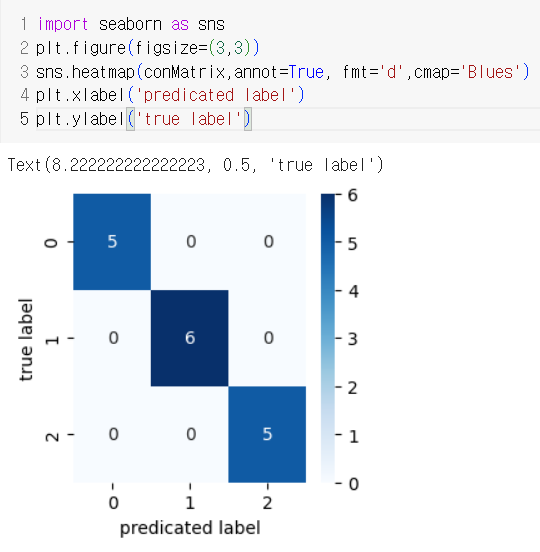 1 import seaborn as sns
2 plt.figure(figsize=(3,3))
3 sns.heatmap(conMatrix,annot=True, fmt='d',cmap='Blues')
4 plt.xlabel('predicated label')
5 plt.ylabel('true label')
Text(8.222222222222223, 0.5, 'true label')
6
0 5 0 0
5
4
true label
1 0 6 0
3
2
2 0 0 5
1
0
0 1 2
predicated label